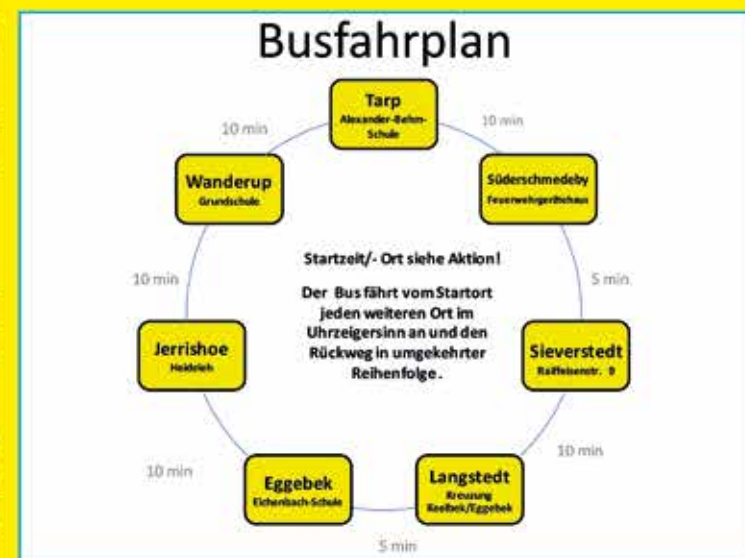 Busfahrplan
Tarp
Alexander-Behm-
Schule
10 min
Süderschmedeby
Feuerwehrgerätehaus
5 min
Sieverstedt
Raiffeisenstr. 9
10 min
Langstedt
Kreuzung
Keelbek/Eggebek
5 min
Eggebek
Eichenbach-Schule
10 min
Jerrishoe
10 min
Wanderup
Grundschule
10 min
Startzeit/- Ort siehe Aktion!
Der Bus fährt vom Startort
jeden weiteren Ort im
Uhrzeigersinn an und den
Rückweg in umgekehrter
Reihenfolge.